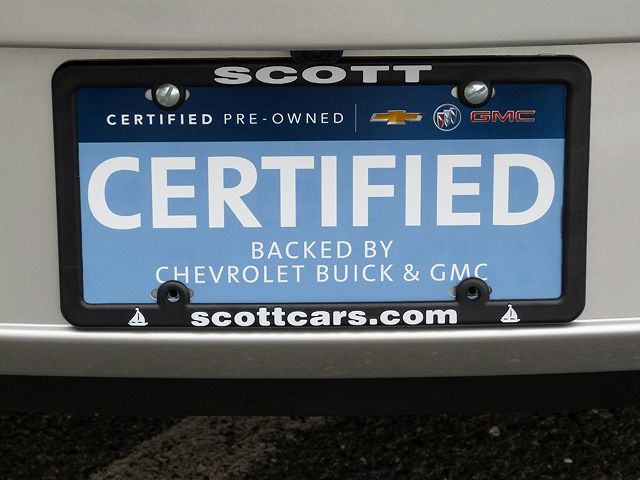 SCOTT
CERTIFIED PRE-OWNED GMC
CERTIFIED
BACKED BY
CHEVROLET BUICK & GMC
scottcars.com